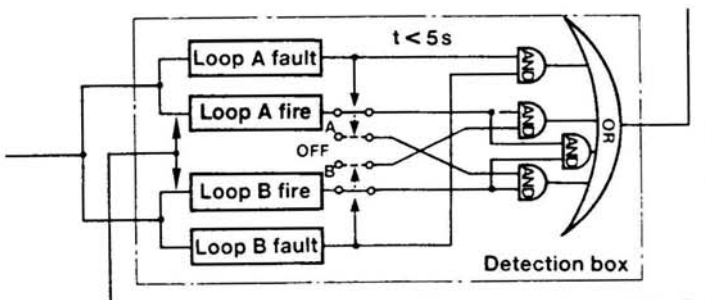 Loop A fault
t < 5s
AND
Loop A fire
A
AND
OFF
OR
AND
B
Loop B fire
AND
Loop B fault
Detection box